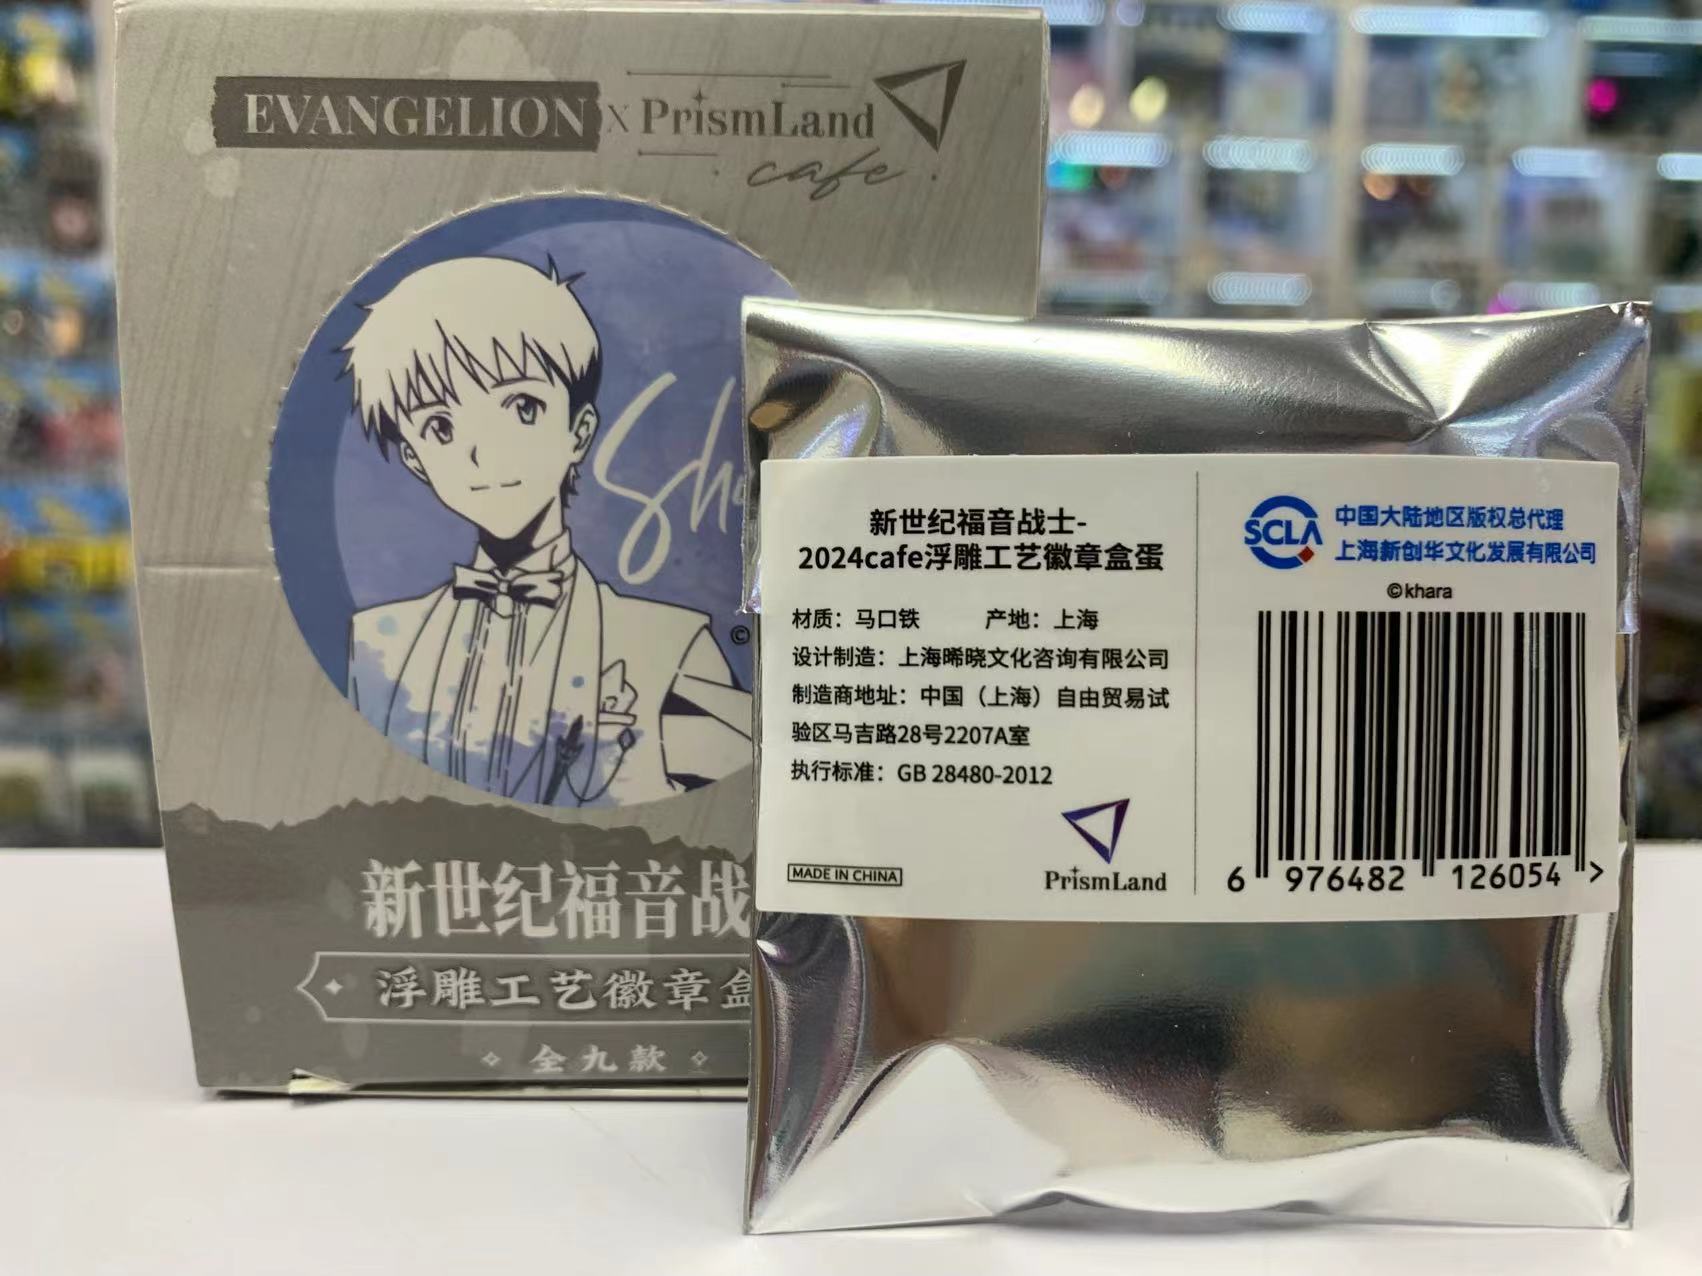 EVANGELION X PrismLand
cafe
Sh
©
新世纪福音战
浮雕工艺徽章盒
全九款
新世纪福音战士-
2024cafe浮雕工艺徽章盒蛋
材质：马口铁 产地：上海
设计制造：上海晞晓文化咨询有限公司
制造商地址：中国（上海）自由贸易试
验区马吉路28号2207A室
执行标准：GB 28480-2012
MADE IN CHINA
PrismLand
SCLA
中国大陆地区版权总代理
上海新创华文化发展有限公司
©khara
6 976482 126054 >